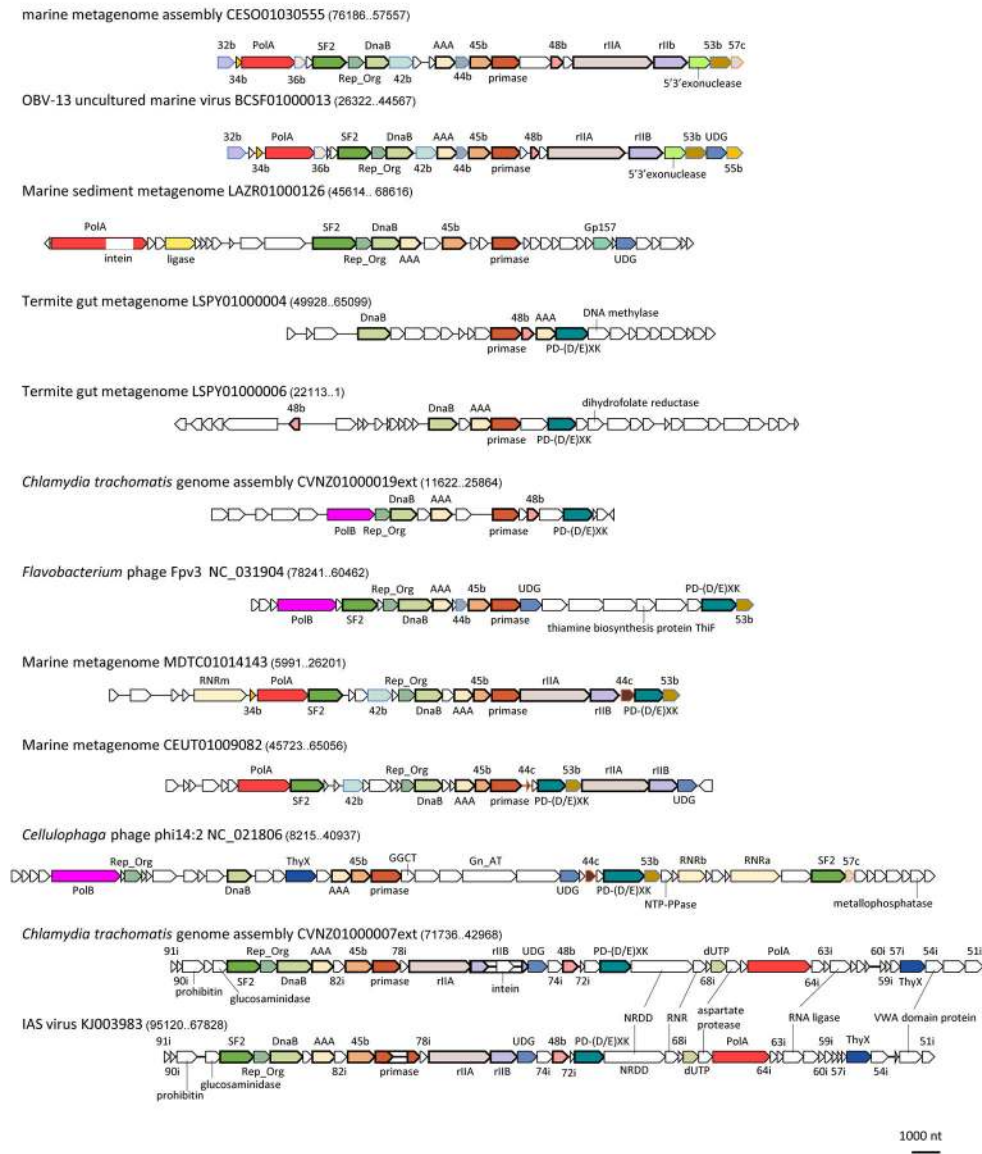 marine metagenome assembly CESO01030555 (76186..57557)
32b PolA SF2 DnaB AAA 45b 48b rIIA rIIb 53b 57c
34b 36b Rep_Org 42b 44b primase 5'3'exonuclease
OBV-13 uncultured marine virus BCSF01000013 (26322..44567)
32b PolA SF2 DnaB AAA 45b 48b rIIA rIIB 53b UDG
34b 36b Rep_Org 42b 44b primase 5'3'exonuclease 55b
Marine sediment metagenome LAZR01000126 (45614..68616)
PolA SF2 DnaB 45b Gp157
intein ligase Rep_Org AAA primase UDG
Termite gut metagenome LSPY01000004 (49928..65099)
DnaB 48b AAA DNA methylase
primase PD-(D/E)XK
Termite gut metagenome LSPY01000006 (22113..1)
48b DnaB AAA dihydrofolate reductase
primase PD-(D/E)XK
Chlamydia trachomatis genome assembly CVNZ01000019ext (11622..25864)
DnaB AAA 48b
PolB Rep_Org primase PD-(D/E)XK
Flavobacterium phage Fpv3 NC_031904 (78241..60462)
Rep_Org AAA 45b UDG PD-(D/E)XK
PolB SF2 DnaB 44b primase thiamine biosynthesis protein ThiF 53b
Marine metagenome MDTC01014143 (5991..26201)
RNRm PolA Rep_Org 45b rIIA 44c 53b
34b SF2 42b DnaB AAA primase rIIB PD-(D/E)XK
Marine metagenome CEUT01009082 (45723..65056)
PolA Rep_Org 45b 44c 53b rIIA rIIB
SF2 42b DnaB AAA primase PD-(D/E)XK UDG
Cellulophaga phage phi14:2 NC_021806 (8215..40937)
Rep_Org ThyX 45b GGCT Gn_AT 44c 53b RNRb RNRa SF2 57c
PolB DnaB AAA primase UDG PD-(D/E)XK NTP-PPase metallophosphatase
Chlamydia trachomatis genome assembly CVNZ01000007ext (71736..42968)
91i Rep_Org AAA 45b 78i rIIB UDG 48b PD-(D/E)XK dUTP PolA 63i 60i 57i 54i 51i
prohibitin glucosaminidase SF2 DnaB 82i primase rIIA intein 74i 72i 68i 64i 59i ThyX
NRDD RNR aspartate protease RNA ligase VWA domain protein
IAS virus KJ003983 (95120..67828)
91i SF2 DnaB AAA 45b 78i UDG 48b PD-(D/E)XK 68i PolA 63i 59i ThyX 51i
90i prohibitin glucosaminidase Rep_Org 82i primase rIIA rIIB 74i 72i NRDD dUTP 64i 60i 57i 54i
1000 nt